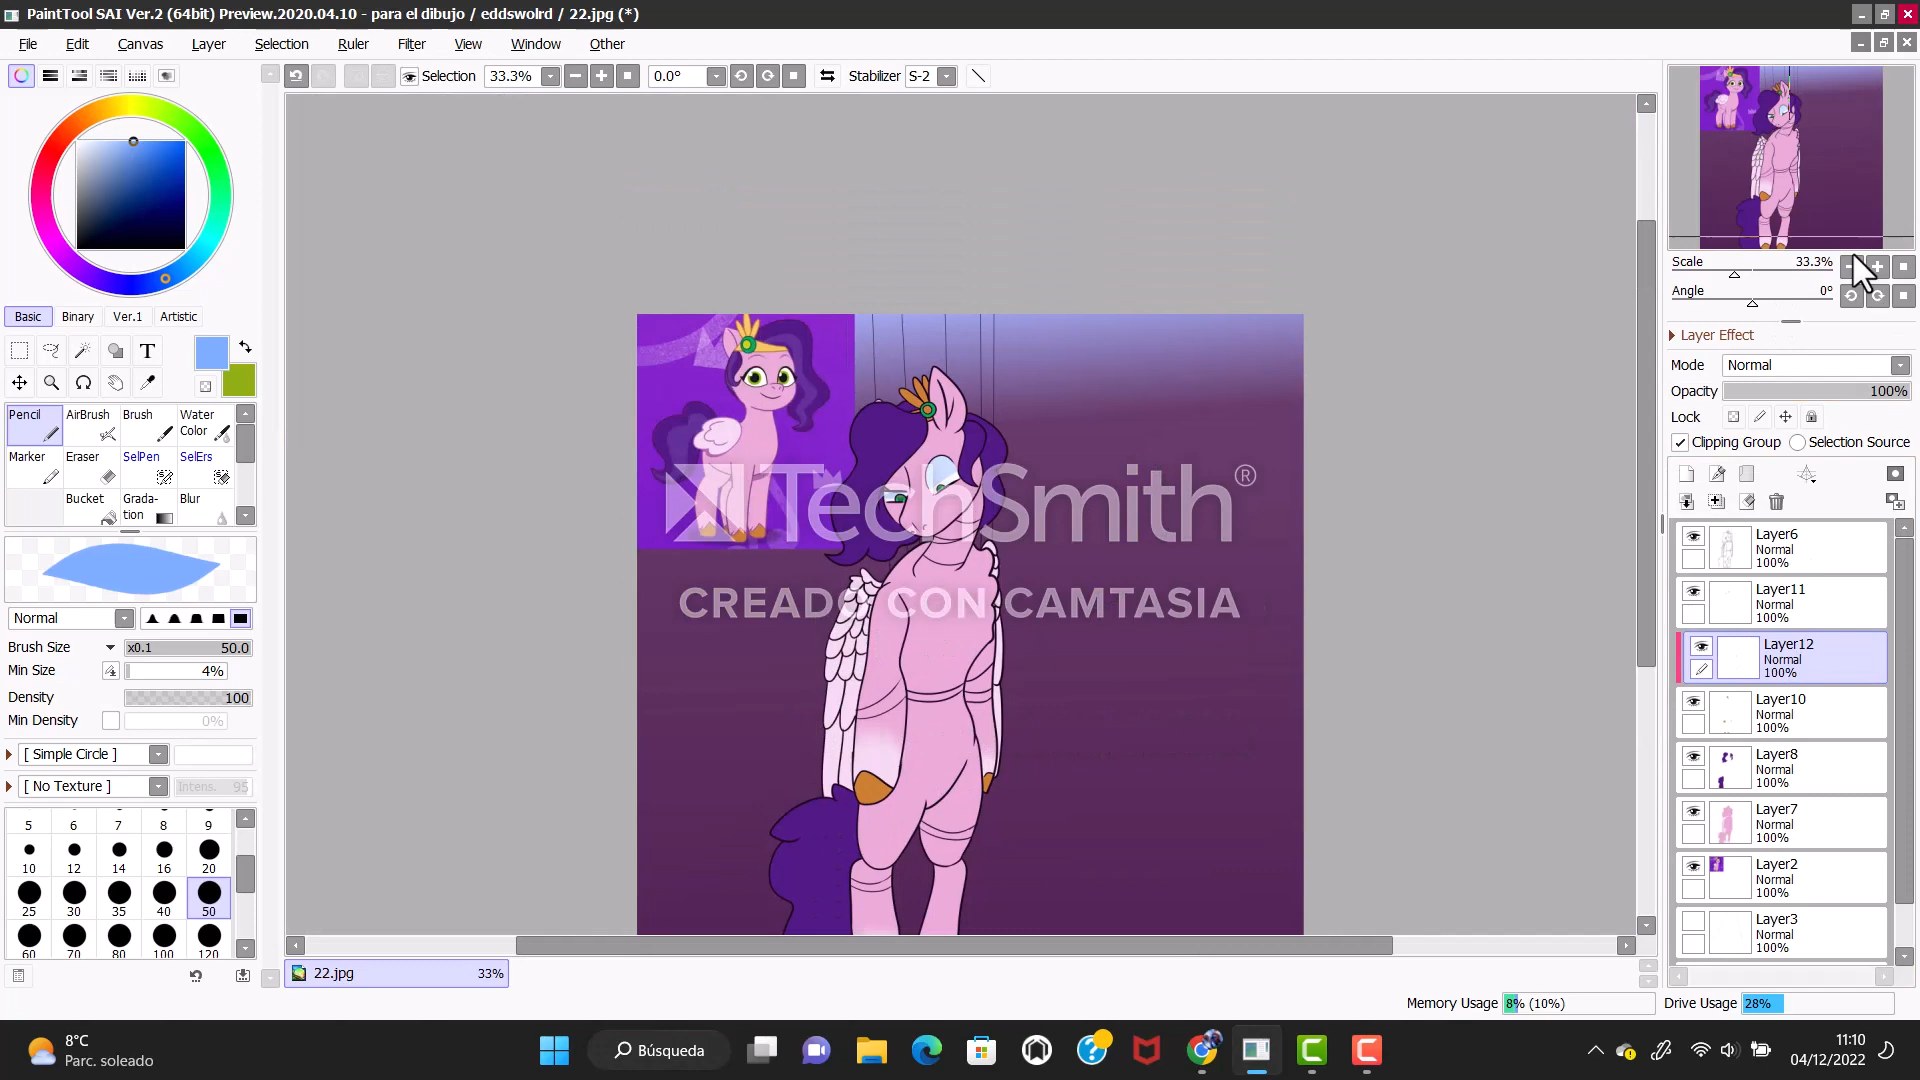 PaintTool SAI Ver.2 (64bit) Preview.2020.04.10 - para el dibujo / eddswolrd / 22.jpg (*)
File Edit Canvas Layer Selection Ruler Filter View Window Other
Selection 33.3% 0.0° Stabilizer S-2
Scale 33.3%
Angle 0°
Basic Binary Ver.1 Artistic
T
Layer Effect
Mode Normal
Opacity 100%
Lock
Clipping Group Selection Source
Pencil AirBrush Brush Water Color
Marker Eraser SelPen SelErs
Bucket Grada-tion Blur
TechSmith®
CREADO CON CAMTASIA
Normal
Brush Size x0.1 50.0
Min Size 4%
Density 100
Min Density 0%
[ Simple Circle ]
[ No Texture ] Intens. 95
5 6 7 8 9
10 12 14 16 20
25 30 35 40 50
60 70 80 100 120
Layer6
Normal
100%
Layer11
Normal
100%
Layer12
Normal
100%
Layer10
Normal
100%
Layer8
Normal
100%
Layer7
Normal
100%
Layer2
Normal
100%
Layer3
Normal
100%
22.jpg 33%
Memory Usage 8% (10%) Drive Usage 28%
8°C
Parc. soleado
Búsqueda
11:10
04/12/2022